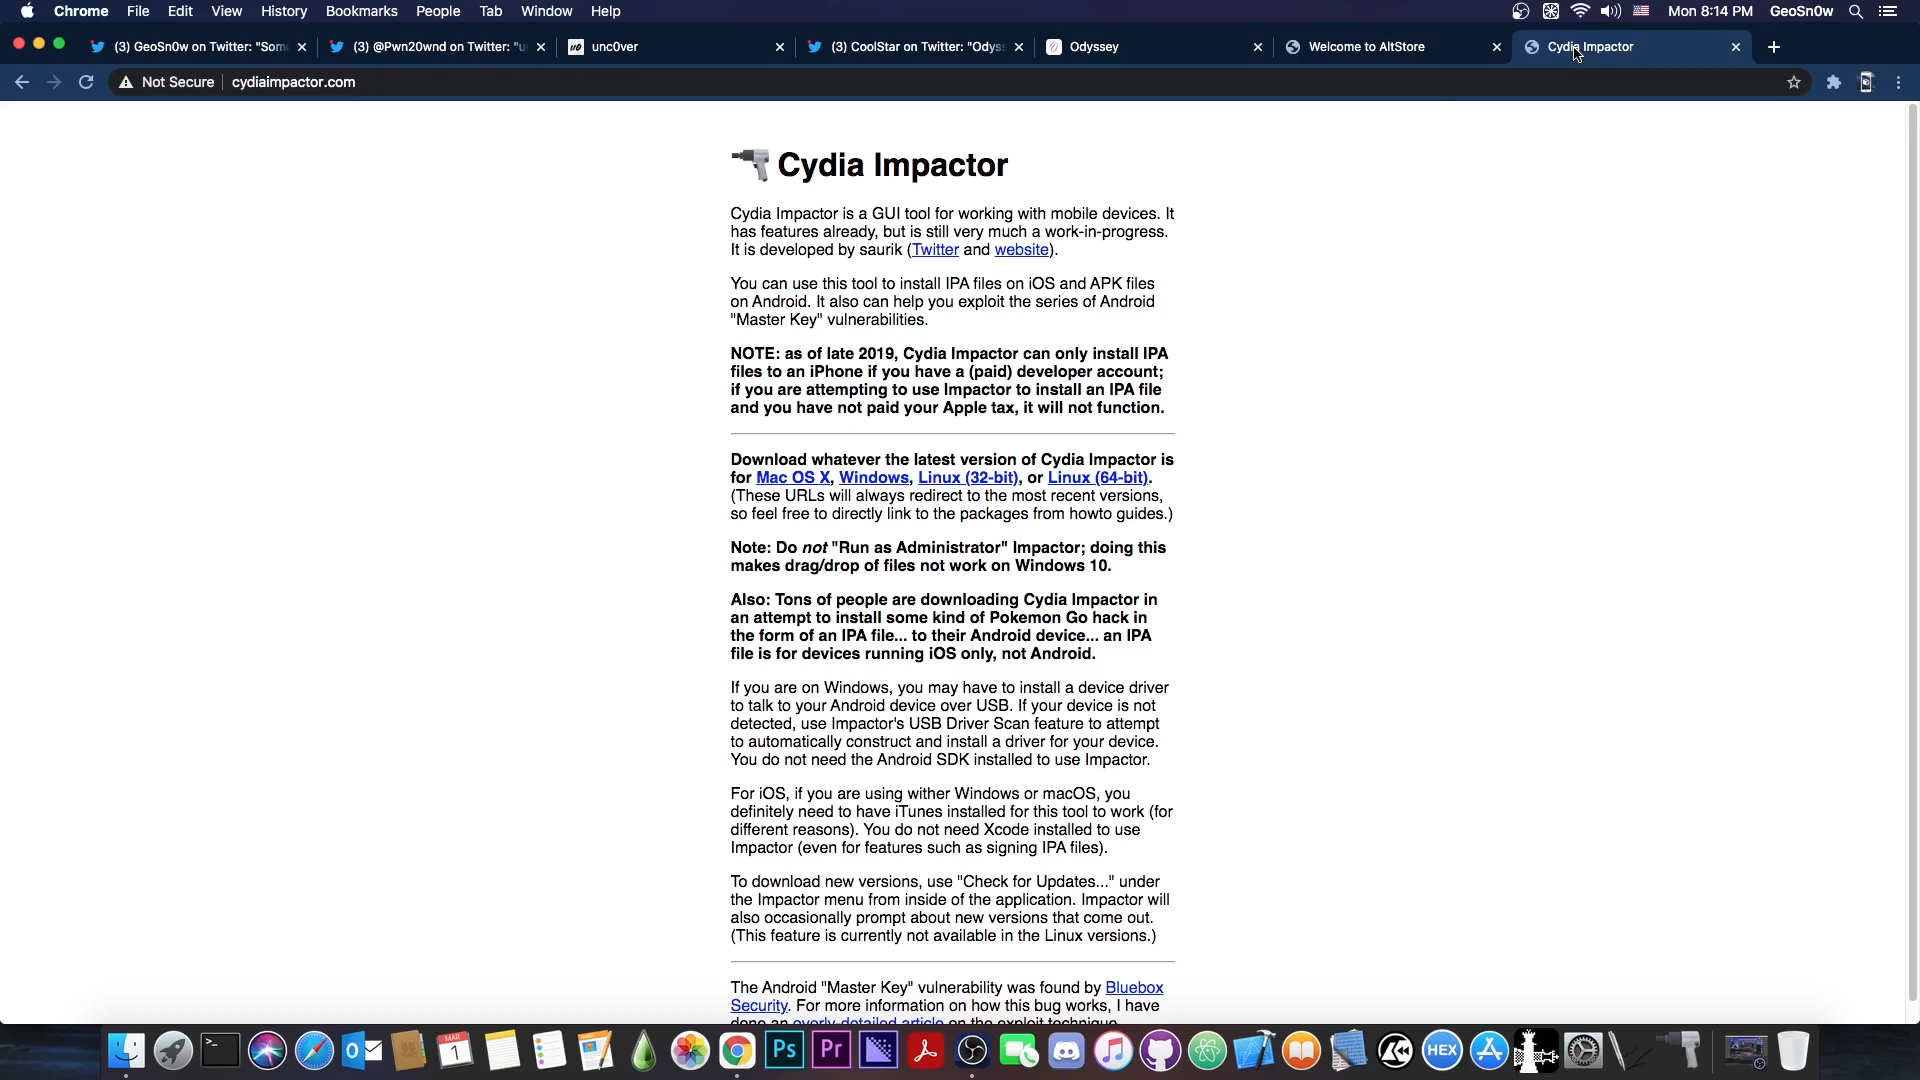 Chrome File Edit View History Bookmarks People Tab Window Help Mon 8:14 PM GeoSn0w
(3) GeoSn0w on Twitter: "Som
(3) @Pwn20wnd on Twitter: "u
unc0ver
(3) CoolStar on Twitter: "Odys
Odyssey
Welcome to AltStore
Cydia Impactor
Not Secure cydiaimpactor.com
Cydia Impactor
Cydia Impactor is a GUI tool for working with mobile devices. It
has features already, but is still very much a work-in-progress.
It is developed by saurik (Twitter and website).
You can use this tool to install IPA files on iOS and APK files
on Android. It also can help you exploit the series of Android
"Master Key" vulnerabilities.
NOTE: as of late 2019, Cydia Impactor can only install IPA
files to an iPhone if you have a (paid) developer account;
if you are attempting to use Impactor to install an IPA file
and you have not paid your Apple tax, it will not function.
Download whatever the latest version of Cydia Impactor is
for Mac OS X, Windows, Linux (32-bit), or Linux (64-bit).
(These URLs will always redirect to the most recent versions,
so feel free to directly link to the packages from howto guides.)
Note: Do not "Run as Administrator" Impactor; doing this
makes drag/drop of files not work on Windows 10.
Also: Tons of people are downloading Cydia Impactor in
an attempt to install some kind of Pokemon Go hack in
the form of an IPA file... to their Android device... an IPA
file is for devices running iOS only, not Android.
If you are on Windows, you may have to install a device driver
to talk to your Android device over USB. If your device is not
detected, use Impactor's USB Driver Scan feature to attempt
to automatically construct and install a driver for your device.
You do not need the Android SDK installed to use Impactor.
For iOS, if you are using wither Windows or macOS, you
definitely need to have iTunes installed for this tool to work (for
different reasons). You do not need Xcode installed to use
Impactor (even for features such as signing IPA files).
To download new versions, use "Check for Updates..." under
the Impactor menu from inside of the application. Impactor will
also occasionally prompt about new versions that come out.
(This feature is currently not available in the Linux versions.)
The Android "Master Key" vulnerability was found by Bluebox
Security. For more information on how this bug works, I have
done an overly-detailed article on the exploit technique
MAR
1
Ps
Pr
HEX